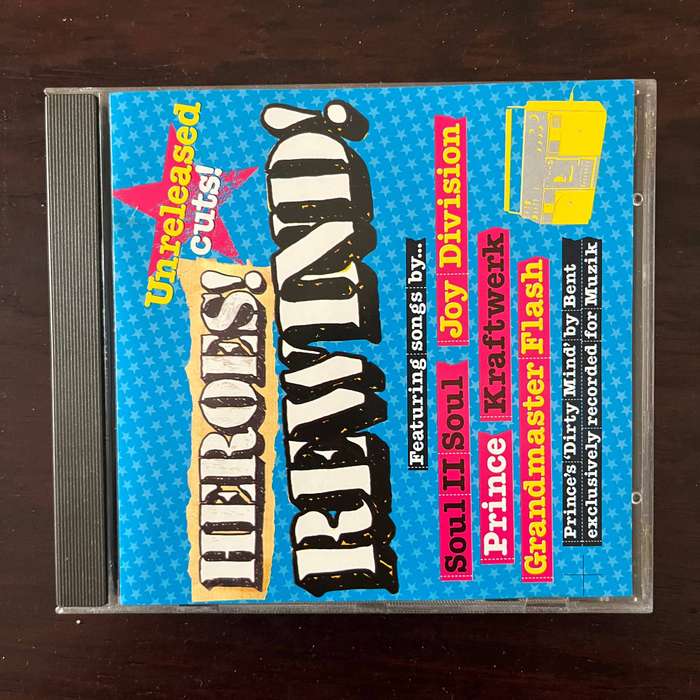 Unreleased
cuts!
HEROES!
REWIND!
Featuring songs by...
Soul II Soul Joy Division
Prince Kraftwerk
Grandmaster Flash
Prince's 'Dirty Mind' by Bent
exclusively recorded for Muzik